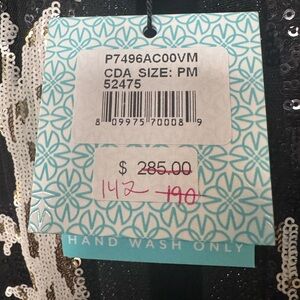 P7496AC00VM
CDA SIZE: PM
52475
8 09975 70008 9
$ 285.00
142 190
HAND WASH ONLY